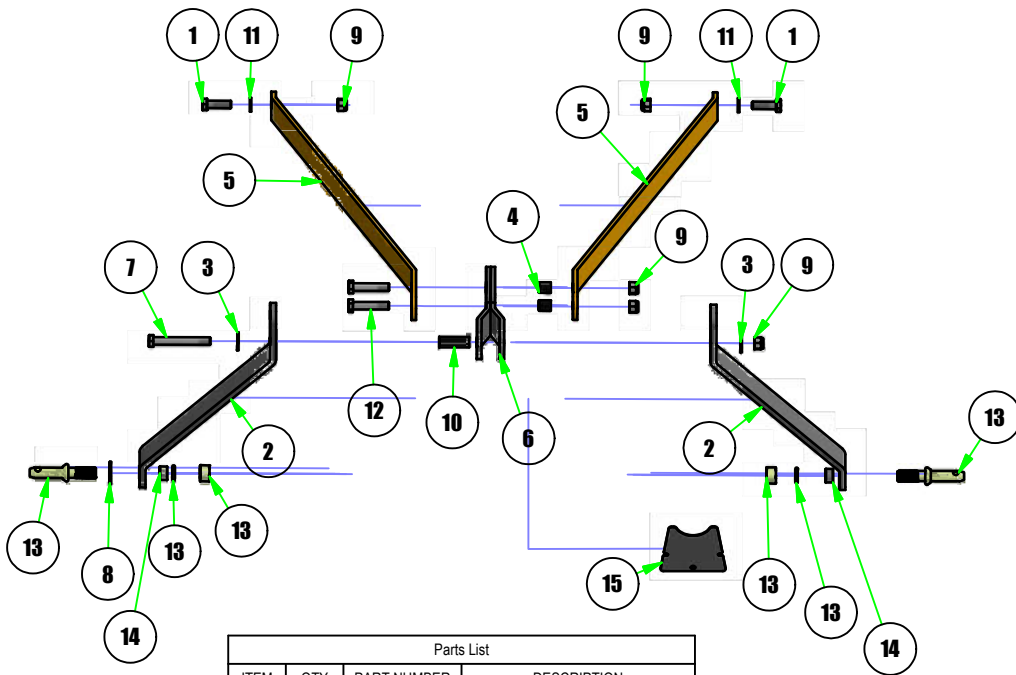 1 11 9 9 11 1
5 5
7 3 4 9 3 9
12 10 6
2 2 13
13 8 13 13 15 13 13
14 14
Parts List
ITEM QTY PART NUMBER DESCRIPTION